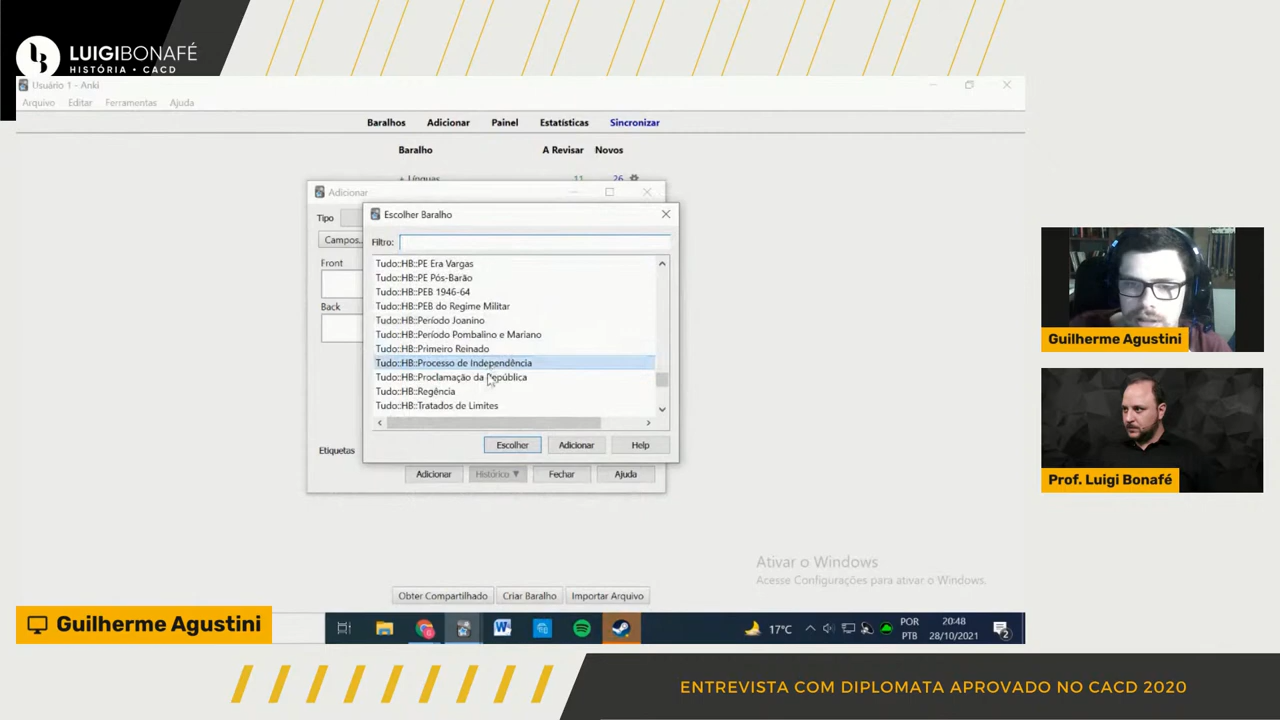 LUIGIBONAFÉ
HISTÓRIA • CACD
Usuário 1 - Anki
Arquivo Editar Ferramentas Ajuda
Baralhos Adicionar Painel Estatísticas Sincronizar
Baralho A Revisar Novos
+ Línguas 11 26
Adicionar
Tipo
Campos...
Front
Back
Etiquetas
Escolher Baralho
Filtro:
Tudo::HB::PE Era Vargas
Tudo::HB::PE Pós-Barão
Tudo::HB::PEB 1946-64
Tudo::HB::PEB do Regime Militar
Tudo::HB::Período Joanino
Tudo::HB::Período Pombalino e Mariano
Tudo::HB::Primeiro Reinado
Tudo::HB::Processo de Independência
Tudo::HB::Proclamação da República
Tudo::HB::Regência
Tudo::HB::Tratados de Limites
Escolher Adicionar Help
Adicionar Histórico ▼ Fechar Ajuda
Ativar o Windows
Acesse Configurações para ativar o Windows.
Obter Compartilhado Criar Baralho Importar Arquivo
Guilherme Agustini
Prof. Luigi Bonafé
Guilherme Agustini
17°C
POR
PTB
20:48
28/10/2021
2
ENTREVISTA COM DIPLOMATA APROVADO NO CACD 2020